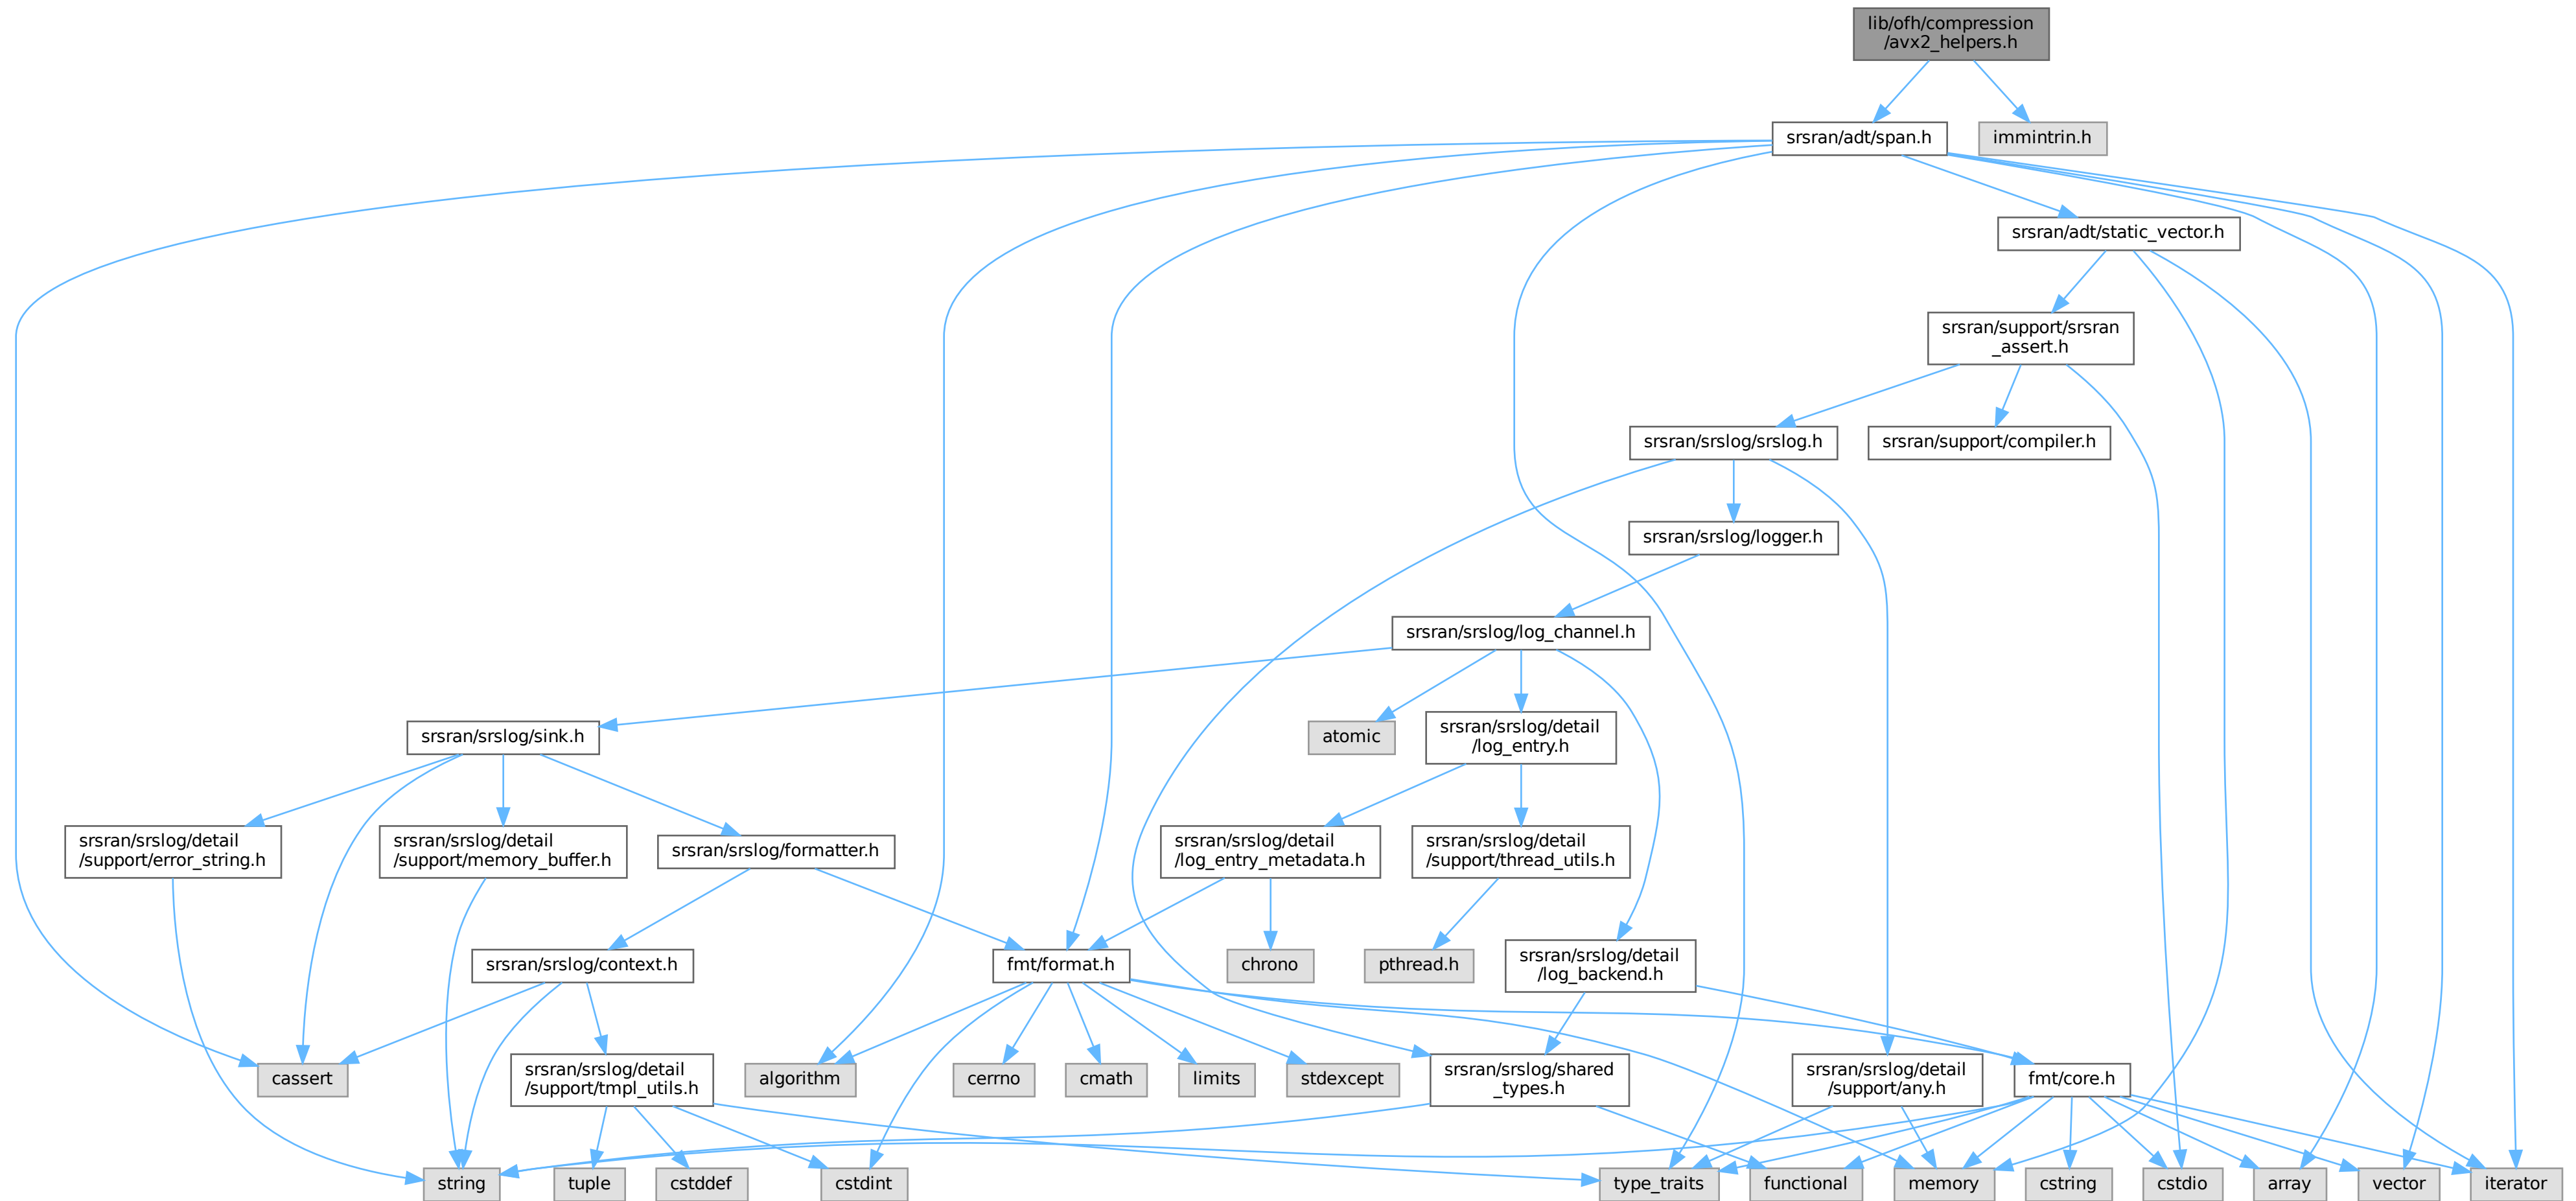 lib/ofh/compression
/avx2_helpers.h
srsran/adt/span.h
immintrin.h
srsran/adt/static_vector.h
srsran/support/srsran
_assert.h
srsran/srslog/srslog.h
srsran/support/compiler.h
srsran/srslog/logger.h
srsran/srslog/log_channel.h
srsran/srslog/sink.h
atomic
srsran/srslog/detail
/log_entry.h
srsran/srslog/detail
/support/error_string.h
srsran/srslog/detail
/support/memory_buffer.h
srsran/srslog/formatter.h
srsran/srslog/detail
/log_entry_metadata.h
srsran/srslog/detail
/support/thread_utils.h
srsran/srslog/context.h
fmt/format.h
chrono
pthread.h
srsran/srslog/detail
/log_backend.h
cassert
srsran/srslog/detail
/support/tmpl_utils.h
algorithm
cerrno
cmath
limits
stdexcept
srsran/srslog/shared
_types.h
srsran/srslog/detail
/support/any.h
fmt/core.h
string
tuple
cstddef
cstdint
type_traits
functional
memory
cstring
cstdio
array
vector
iterator